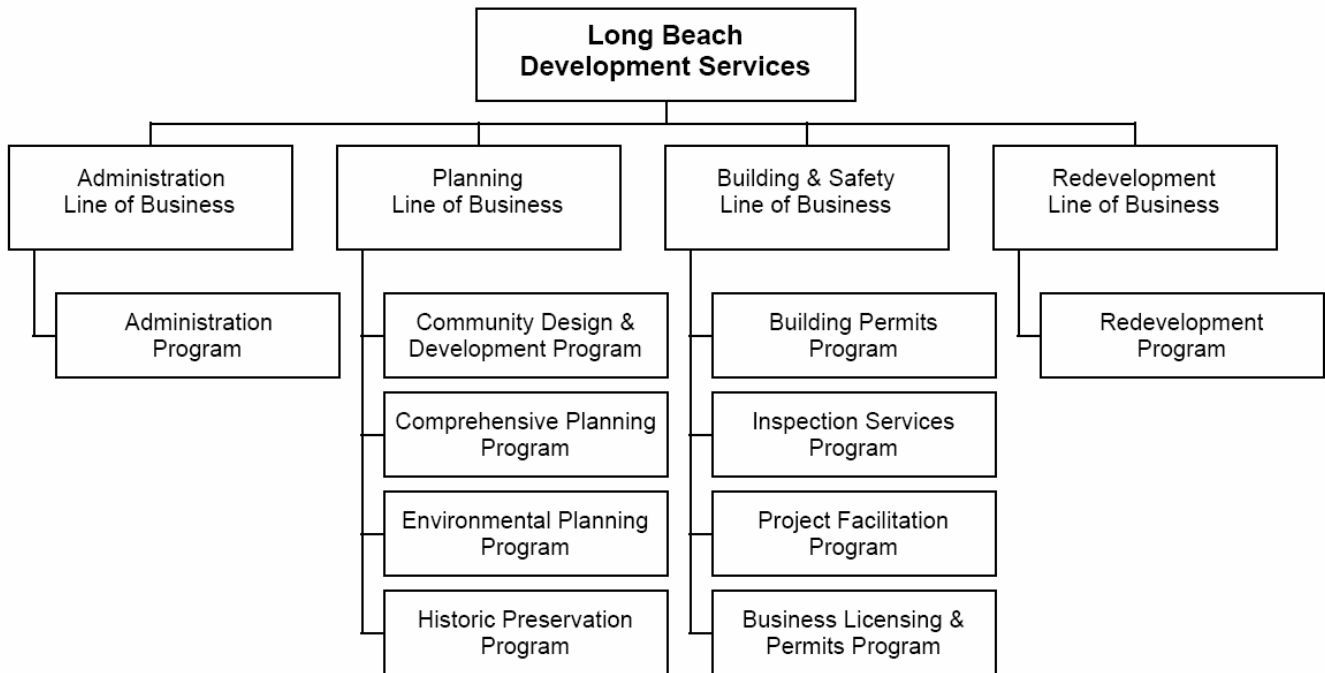 Long Beach
Development Services
Administration
Line of Business
Planning
Line of Business
Building & Safety
Line of Business
Redevelopment
Line of Business
Administration
Program
Community Design &
Development Program
Building Permits
Program
Redevelopment
Program
Comprehensive Planning
Program
Inspection Services
Program
Environmental Planning
Program
Project Facilitation
Program
Historic Preservation
Program
Business Licensing &
Permits Program